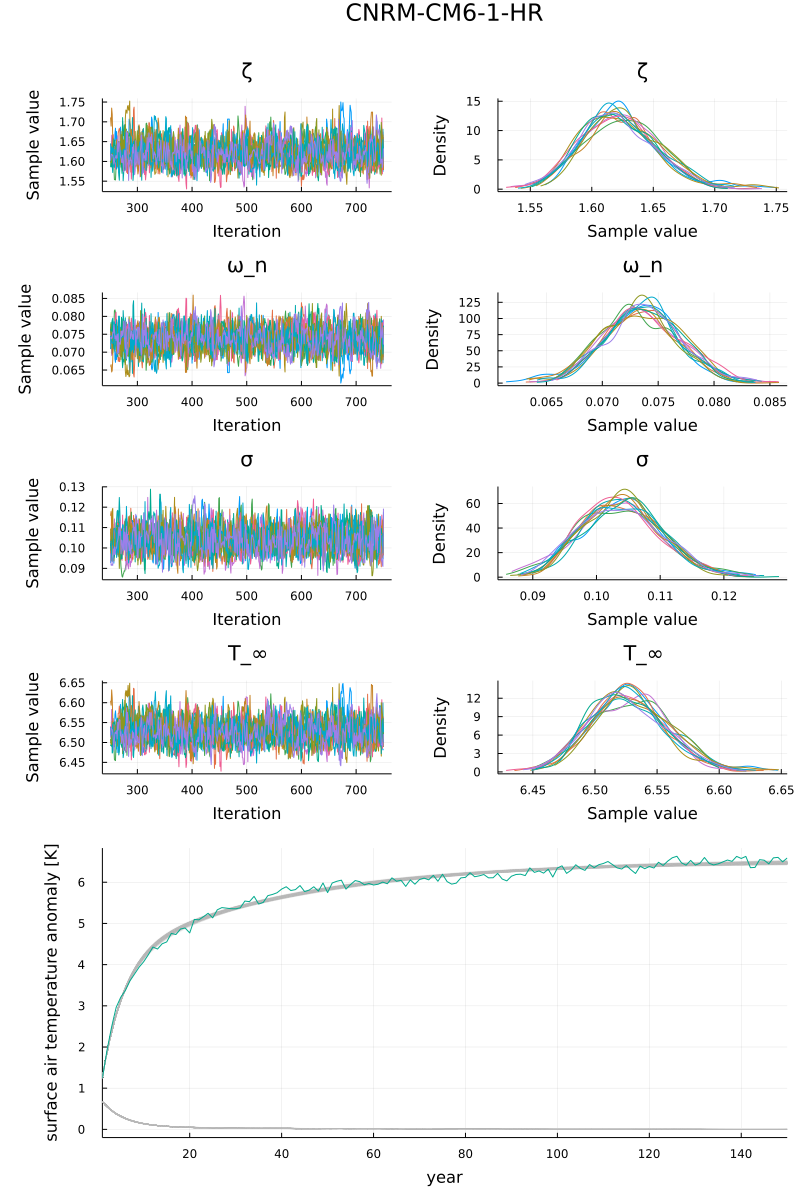 CNRM-CM6-1-HR
ζ ζ
Sample value
1.75
1.70
1.65
1.60
1.55
300 400 500 600 700
Iteration
Density
15
10
5
0
1.55 1.60 1.65 1.70 1.75
Sample value
ω_n ω_n
Sample value
0.085
0.080
0.075
0.070
0.065
300 400 500 600 700
Iteration
Density
125
100
75
50
25
0
0.065 0.070 0.075 0.080 0.085
Sample value
σ σ
Sample value
0.13
0.12
0.11
0.10
0.09
300 400 500 600 700
Iteration
Density
60
40
20
0
0.09 0.10 0.11 0.12
Sample value
T_∞ T_∞
Sample value
6.65
6.60
6.55
6.50
6.45
300 400 500 600 700
Iteration
Density
12
9
6
3
0
6.45 6.50 6.55 6.60 6.65
Sample value
surface air temperature anomaly [K]
6
5
4
3
2
1
0
20 40 60 80 100 120 140
year